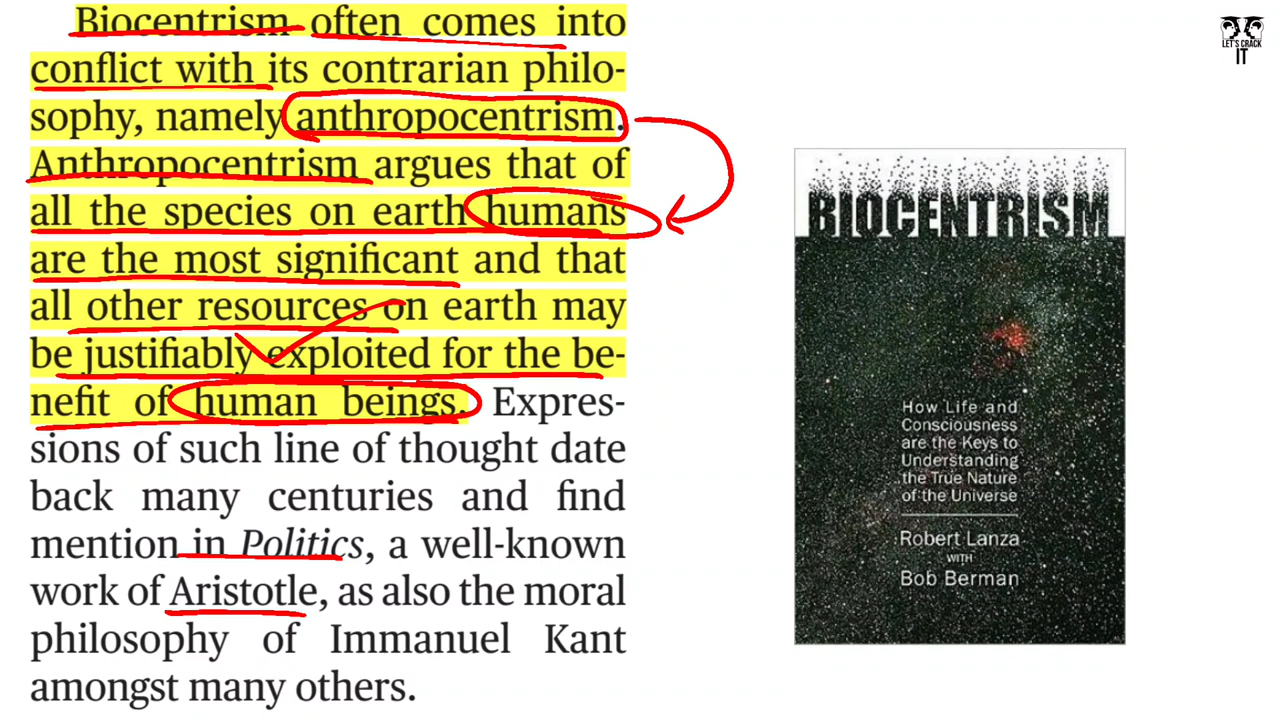 Biocentrism often comes into
conflict with its contrarian philo-
sophy, namely anthropocentrism.
Anthropocentrism argues that of
all the species on earth humans
are the most significant and that
all other resources on earth may
be justifiably exploited for the be-
nefit of human beings. Expres-
sions of such line of thought date
back many centuries and find
mention in Politics, a well-known
work of Aristotle, as also the moral
philosophy of Immanuel Kant
amongst many others.
LET'S CRACK
IT
BIOCENTRISM
How Life and
Consciousness
are the Keys to
Understanding
the True Nature
of the Universe
Robert Lanza
WITH
Bob Berman